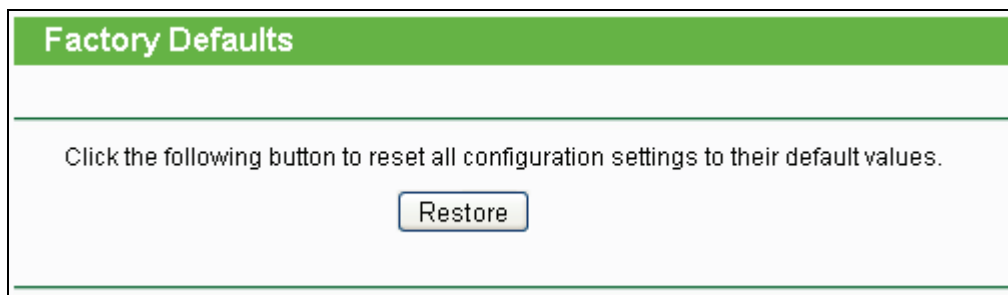 Factory Defaults
Click the following button to reset all configuration settings to their default values.
Restore